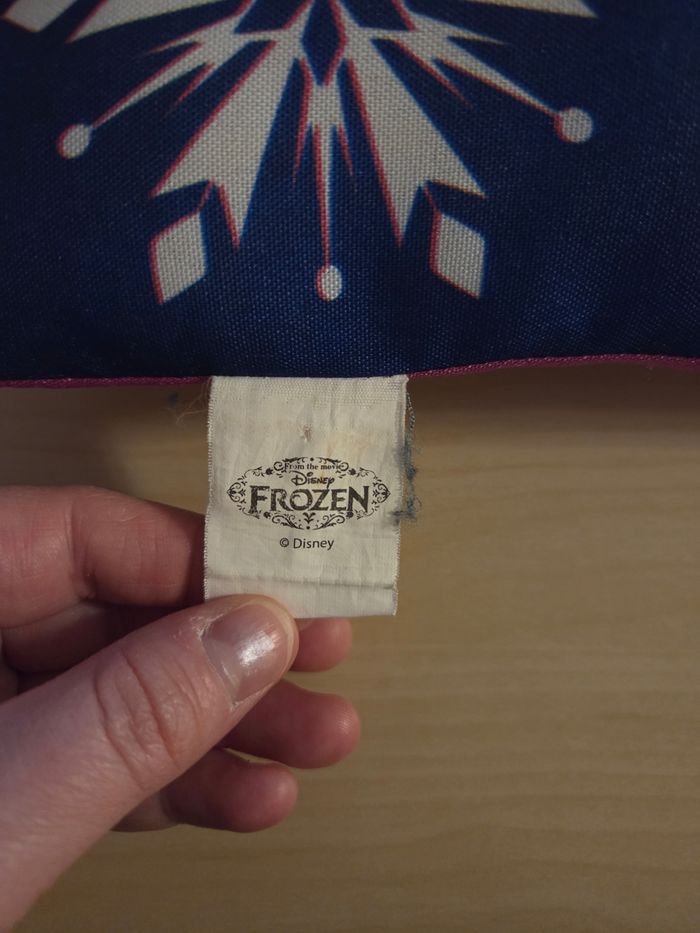 From the movie
Disney
FROZEN
© Disney